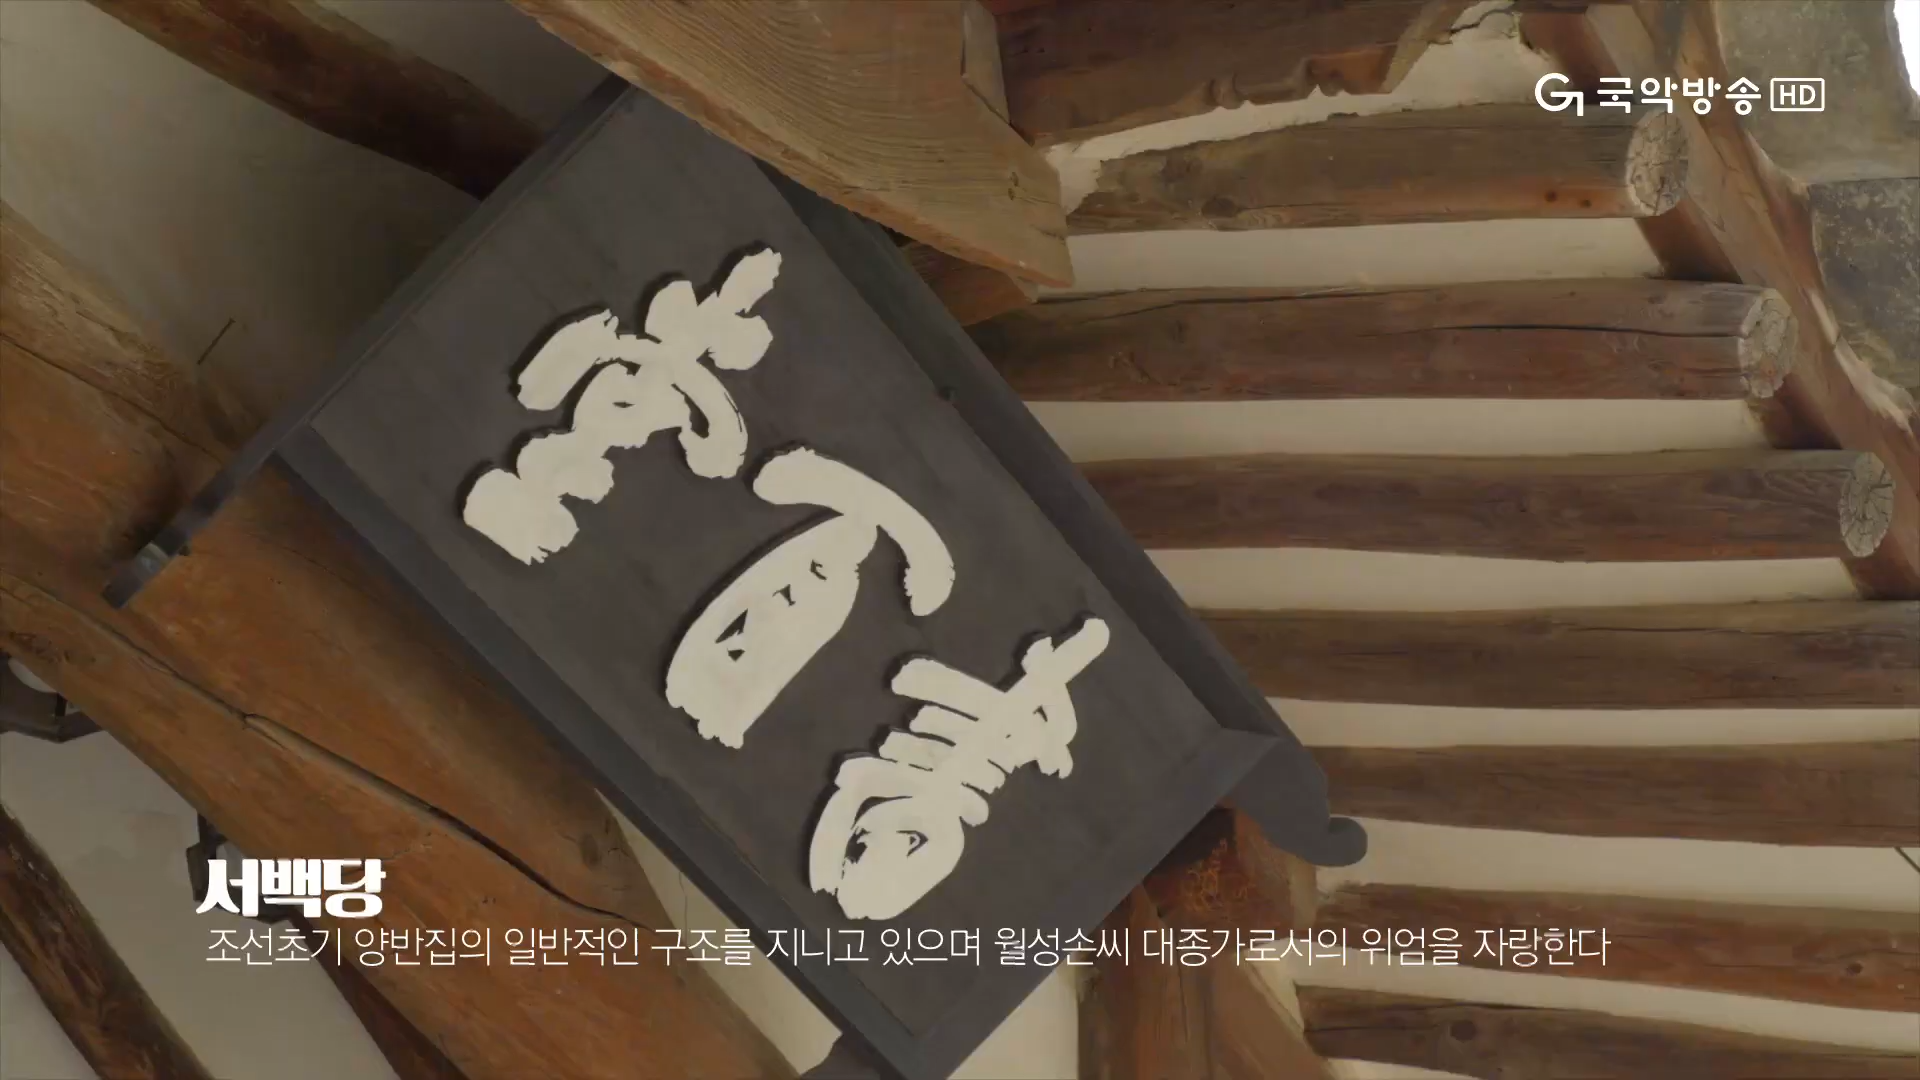 국악방송 HD
書百堂
서백당
조선초기 양반집의 일반적인 구조를 지니고 있으며 월성손씨 대종가로서의 위엄을 자랑한다